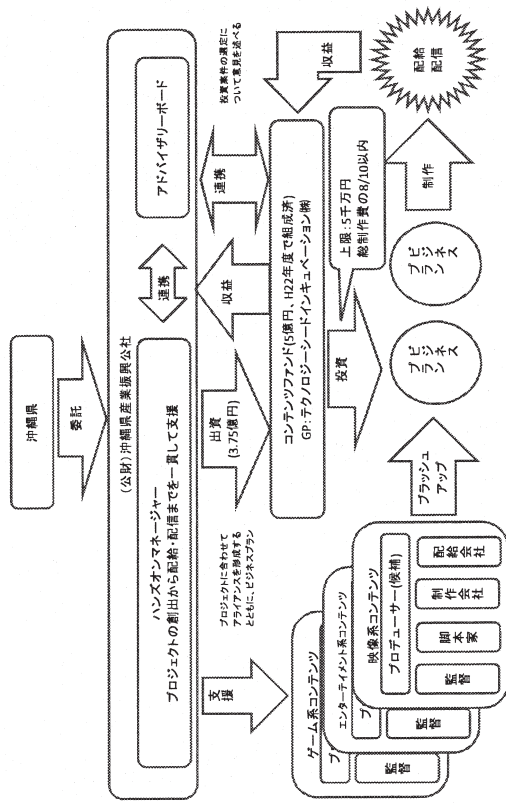 沖縄県
委託
(公財)沖縄県産業振興公社
ハンズオンマネージャー
プロジェクトの創出から配給・配信までを一貫して支援
連携
アドバイザリーボード
支援
プロジェクトに合わせて
アライアンスを形成する
とともに、ビジネスプラン
出資
(3.75億円)
収益
連携
投資案件の選定に
ついて意見を述べる
コンテンツファンド(5億円、H22年度で組成済)
GP:テクノロジーシードインキュベーション㈱
収益
ゲーム系コンテンツ
プ
監督
エンターテイメント系コンテンツ
プ
監督
映像系コンテンツ
プロデューサー(候補)
監督
脚本家
制作会社
配給会社
ブラッシュ
アップ
投資
上限:5千万円
総制作費の8/10以内
ビジネス
プラン
ビジネス
プラン
制作
配給
配信